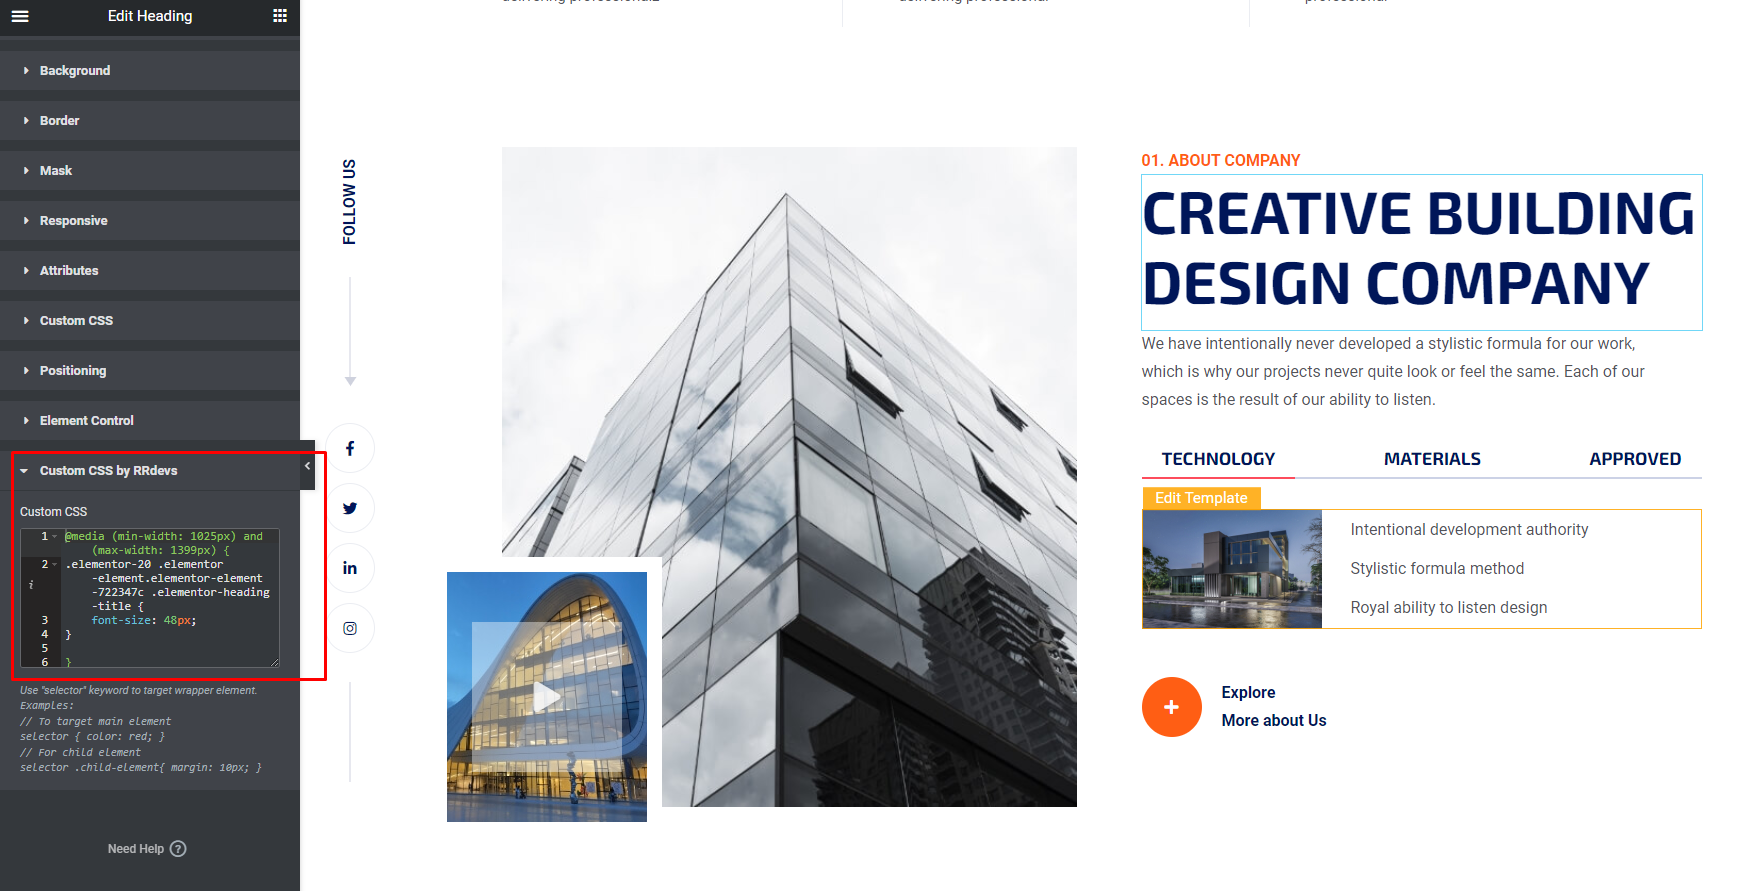 Edit Heading
Background
Border
Mask
Responsive
Attributes
Custom CSS
Positioning
Element Control
Custom CSS by RRdevs
Custom CSS
1 @media (min-width: 1025px) and
(max-width: 1399px) {
2 .elementor-20 .elementor
-element.elementor-element
-722347c .elementor-heading
-title {
3 font-size: 48px;
4 }
5
6 }
Use "selector" keyword to target wrapper element.
Examples:
// To target main element
selector { color: red; }
// For child element
selector .child-element{ margin: 10px; }
Need Help ?
FOLLOW US
01. ABOUT COMPANY
CREATIVE BUILDING
DESIGN COMPANY
We have intentionally never developed a stylistic formula for our work,
which is why our projects never quite look or feel the same. Each of our
spaces is the result of our ability to listen.
TECHNOLOGY MATERIALS APPROVED
Edit Template
Intentional development authority
Stylistic formula method
Royal ability to listen design
Explore
More about Us